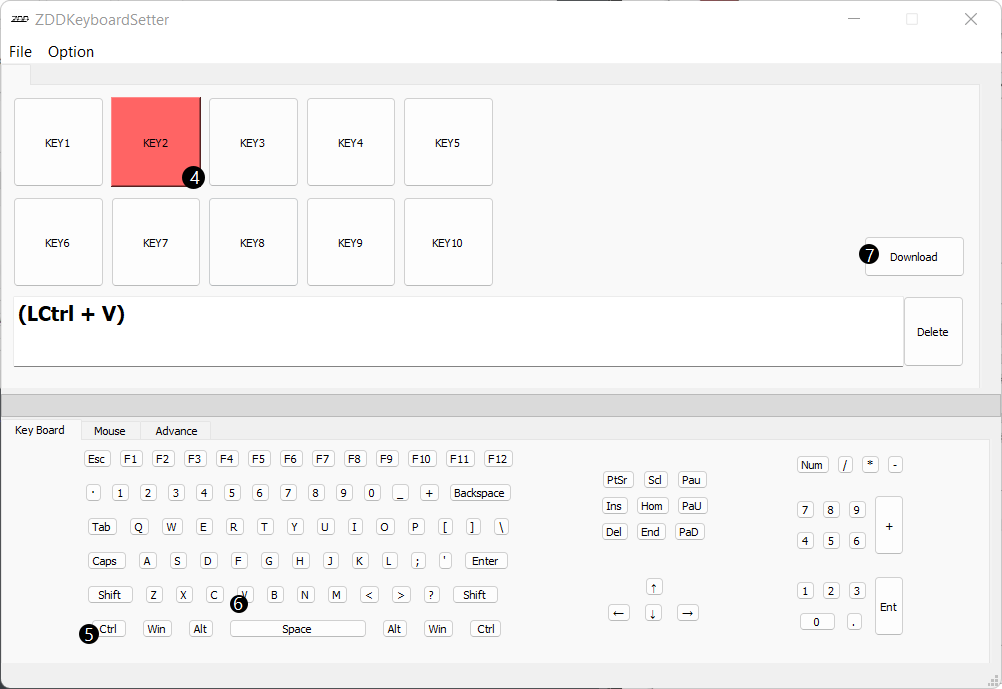 ZDD ZDDKeyboardSetter
File Option
KEY1 KEY2 KEY3 KEY4 KEY5
4
KEY6 KEY7 KEY8 KEY9 KEY10
7 Download
(LCtrl + V)
Delete
Key Board Mouse Advance
Esc F1 F2 F3 F4 F5 F6 F7 F8 F9 F10 F11 F12
· 1 2 3 4 5 6 7 8 9 0 _ + Backspace
Tab Q W E R T Y U I O P [ ] \
Caps A S D F G H J K L ; ' Enter
Shift Z X C V B N M < > ? Shift
6
5 Ctrl Win Alt Space Alt Win Ctrl
PtSr Scl Pau
Ins Hom PaU
Del End PaD
↑
← ↓ →
Num / * -
7 8 9 +
4 5 6
1 2 3 Ent
0 .